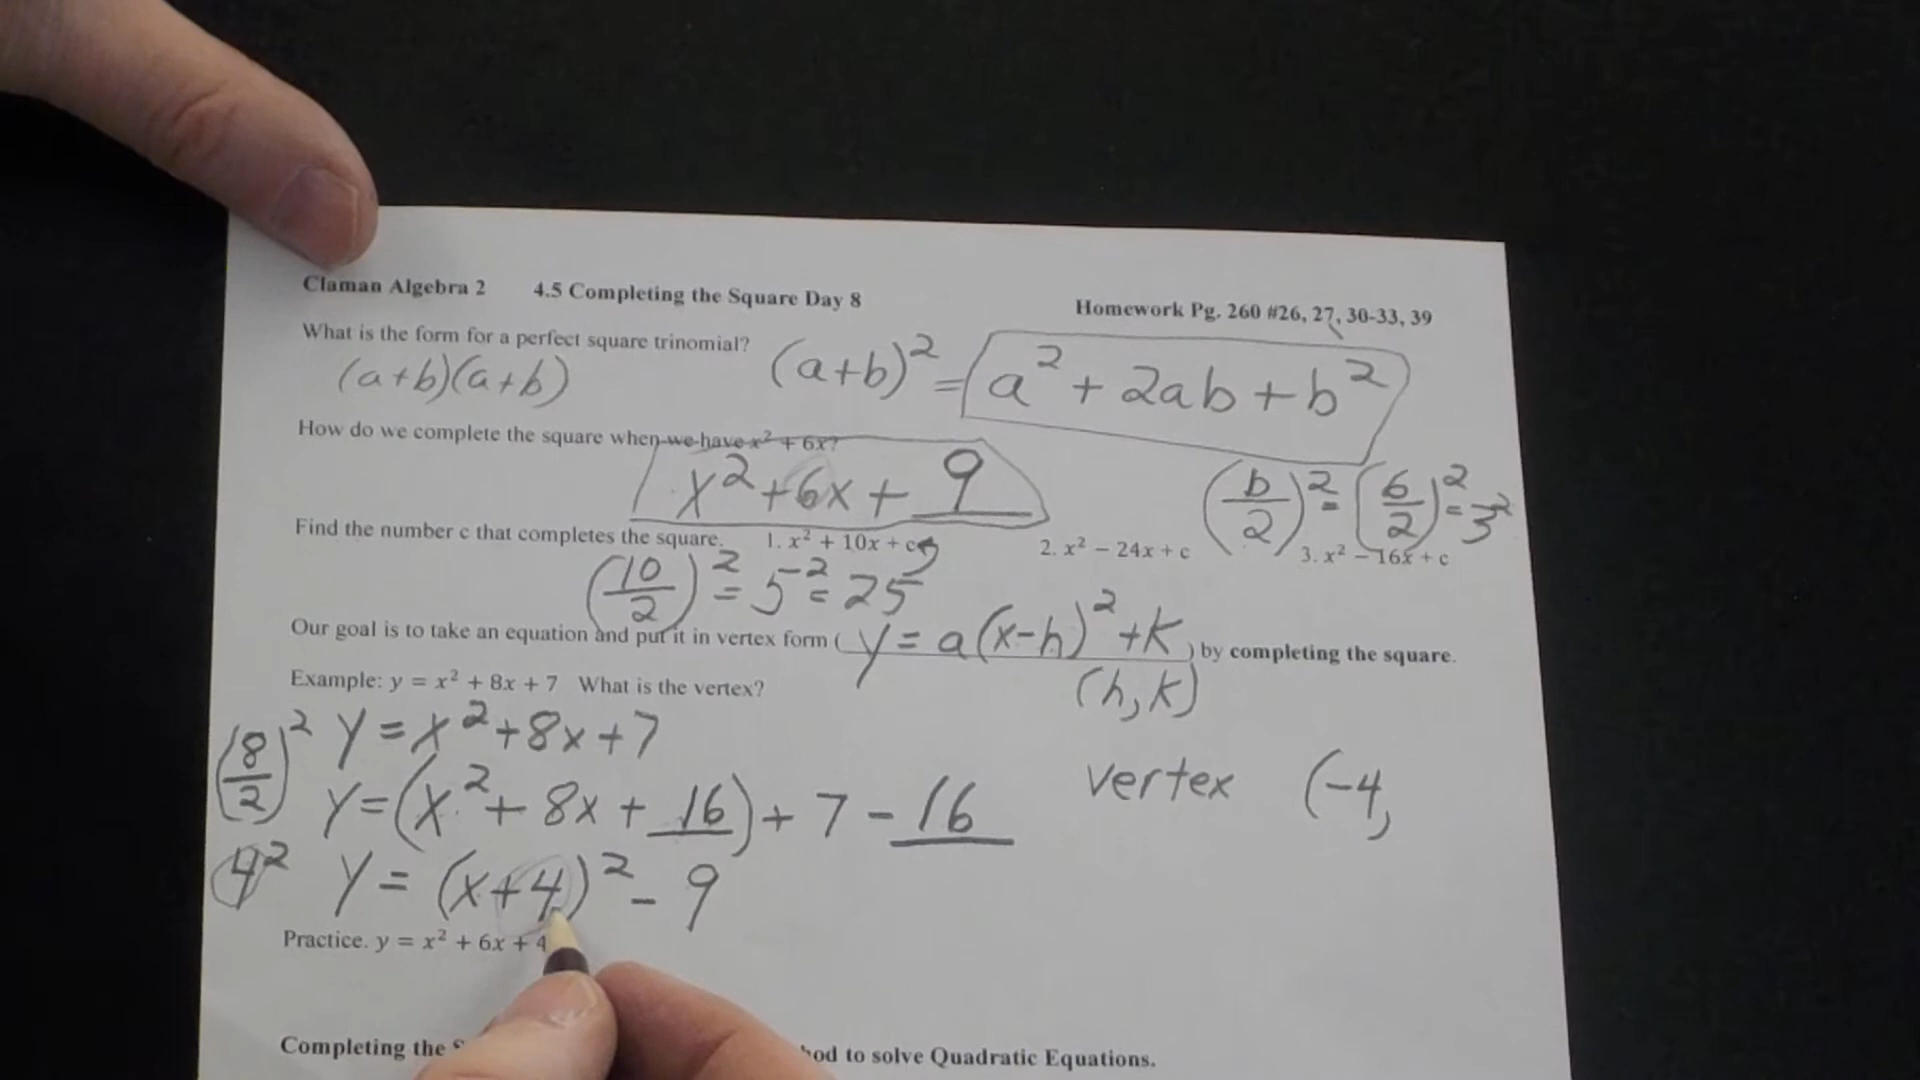 Claman Algebra 2 4.5 Completing the Square Day 8 Homework Pg. 260 #26, 27, 30-33, 39
What is the form for a perfect square trinomial?
(a+b)(a+b) (a+b)² = a² + 2ab + b²
How do we complete the square when we have x² + 6x?
x² + 6x + 9 (b/2)² = (6/2)² = 3²
Find the number c that completes the square. 1. x² + 10x + c 2. x² – 24x + c 3. x² – 16x + c
(10/2)² = 5² = 25
Our goal is to take an equation and put it in vertex form ( y = a(x-h)² + k ) by completing the square.
(h, k)
Example: y = x² + 8x + 7 What is the vertex?
(8/2)² y = x² + 8x + 7
y = (x² + 8x + 16) + 7 - 16 vertex (-4,
4² y = (x+4)² - 9
Practice. y = x² + 6x + 4
Completing the to solve Quadratic Equations.